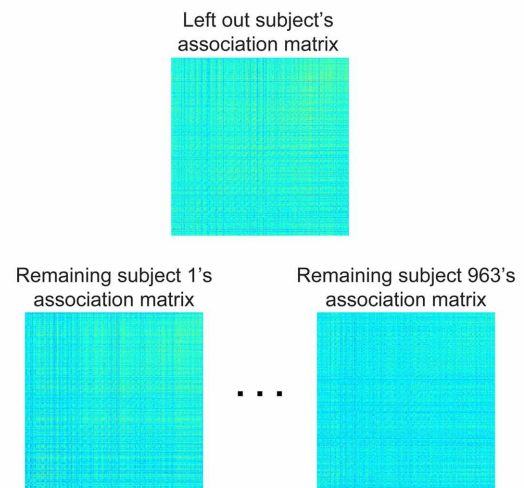 Left out subject's
association matrix
Remaining subject 1's
association matrix
Remaining subject 963's
association matrix
. . .